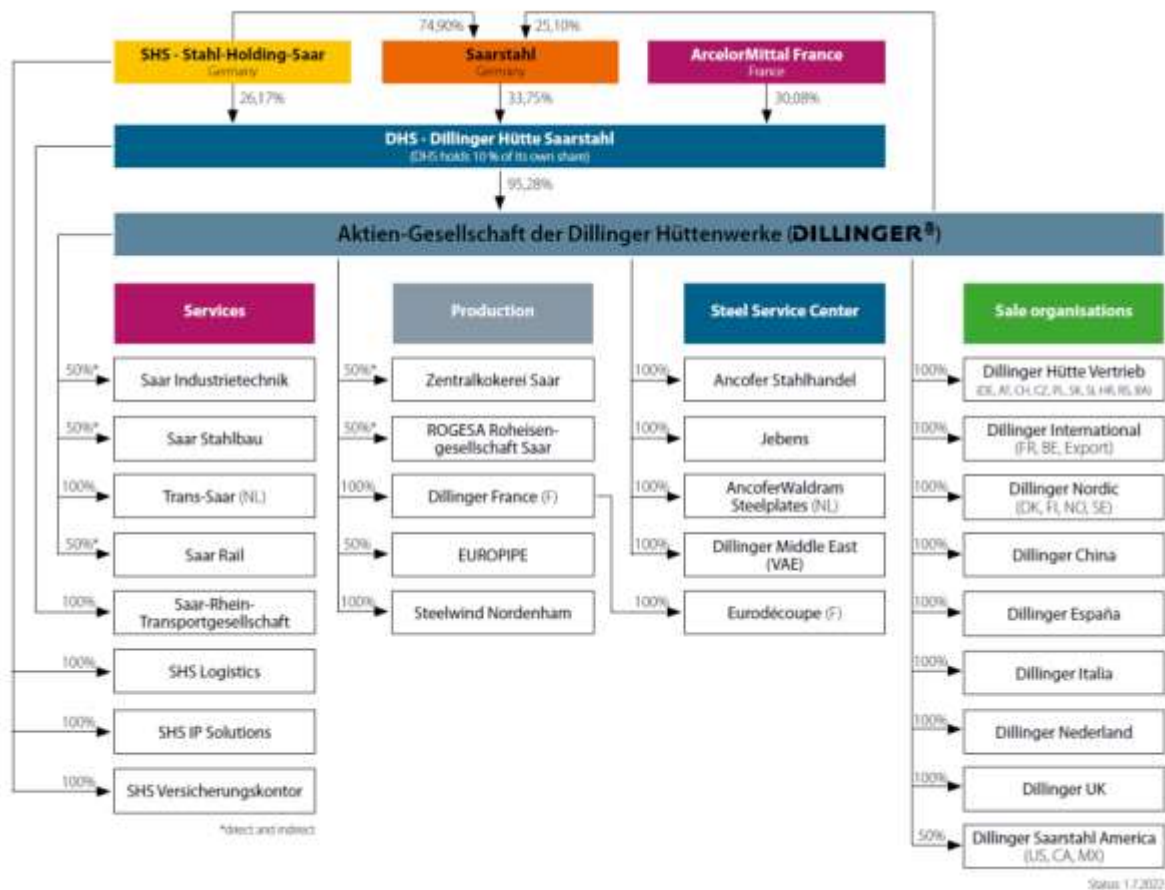 74,90%
25,10%
SHS - Stahl-Holding-Saar
Germany
Saarstahl
Germany
ArcelorMittal France
France
26,17%
33,75%
30,08%
DHS - Dillinger Hütte Saarstahl
(DHS holds 10 % of its own share)
95,28%
Aktien-Gesellschaft der Dillinger Hüttenwerke (DILLINGER)
Services
50%*
Saar Industrietechnik
50%*
Saar Stahlbau
100%
Trans-Saar (NL)
50%*
Saar Rail
100%
Saar-Rhein-
Transportgesellschaft
100%
SHS Logistics
100%
SHS IP Solutions
100%
SHS Versicherungskontor
*direct and indirect
Production
50%*
Zentralkokerei Saar
50%*
ROGESA Roheisen-
gesellschaft Saar
100%
Dillinger France (F)
50%
EUROPIPE
100%
Steelwind Nordenham
Steel Service Center
100%
Ancofer Stahlhandel
100%
Jebens
100%
AncoferWaldram
Steelplates (NL)
100%
Dillinger Middle East
(VAE)
100%
Eurodécoupe (F)
Sale organisations
100%
Dillinger Hütte Vertrieb
(DE, AT, CH, CZ, PL, SK, SI, HR, RS, BA)
100%
Dillinger International
(FR, BE, Export)
100%
Dillinger Nordic
(DK, FI, NO, SE)
100%
Dillinger China
100%
Dillinger España
100%
Dillinger Italia
100%
Dillinger Nederland
100%
Dillinger UK
50%
Dillinger Saarstahl America
(US, CA, MX)
Status: 1.7.2022